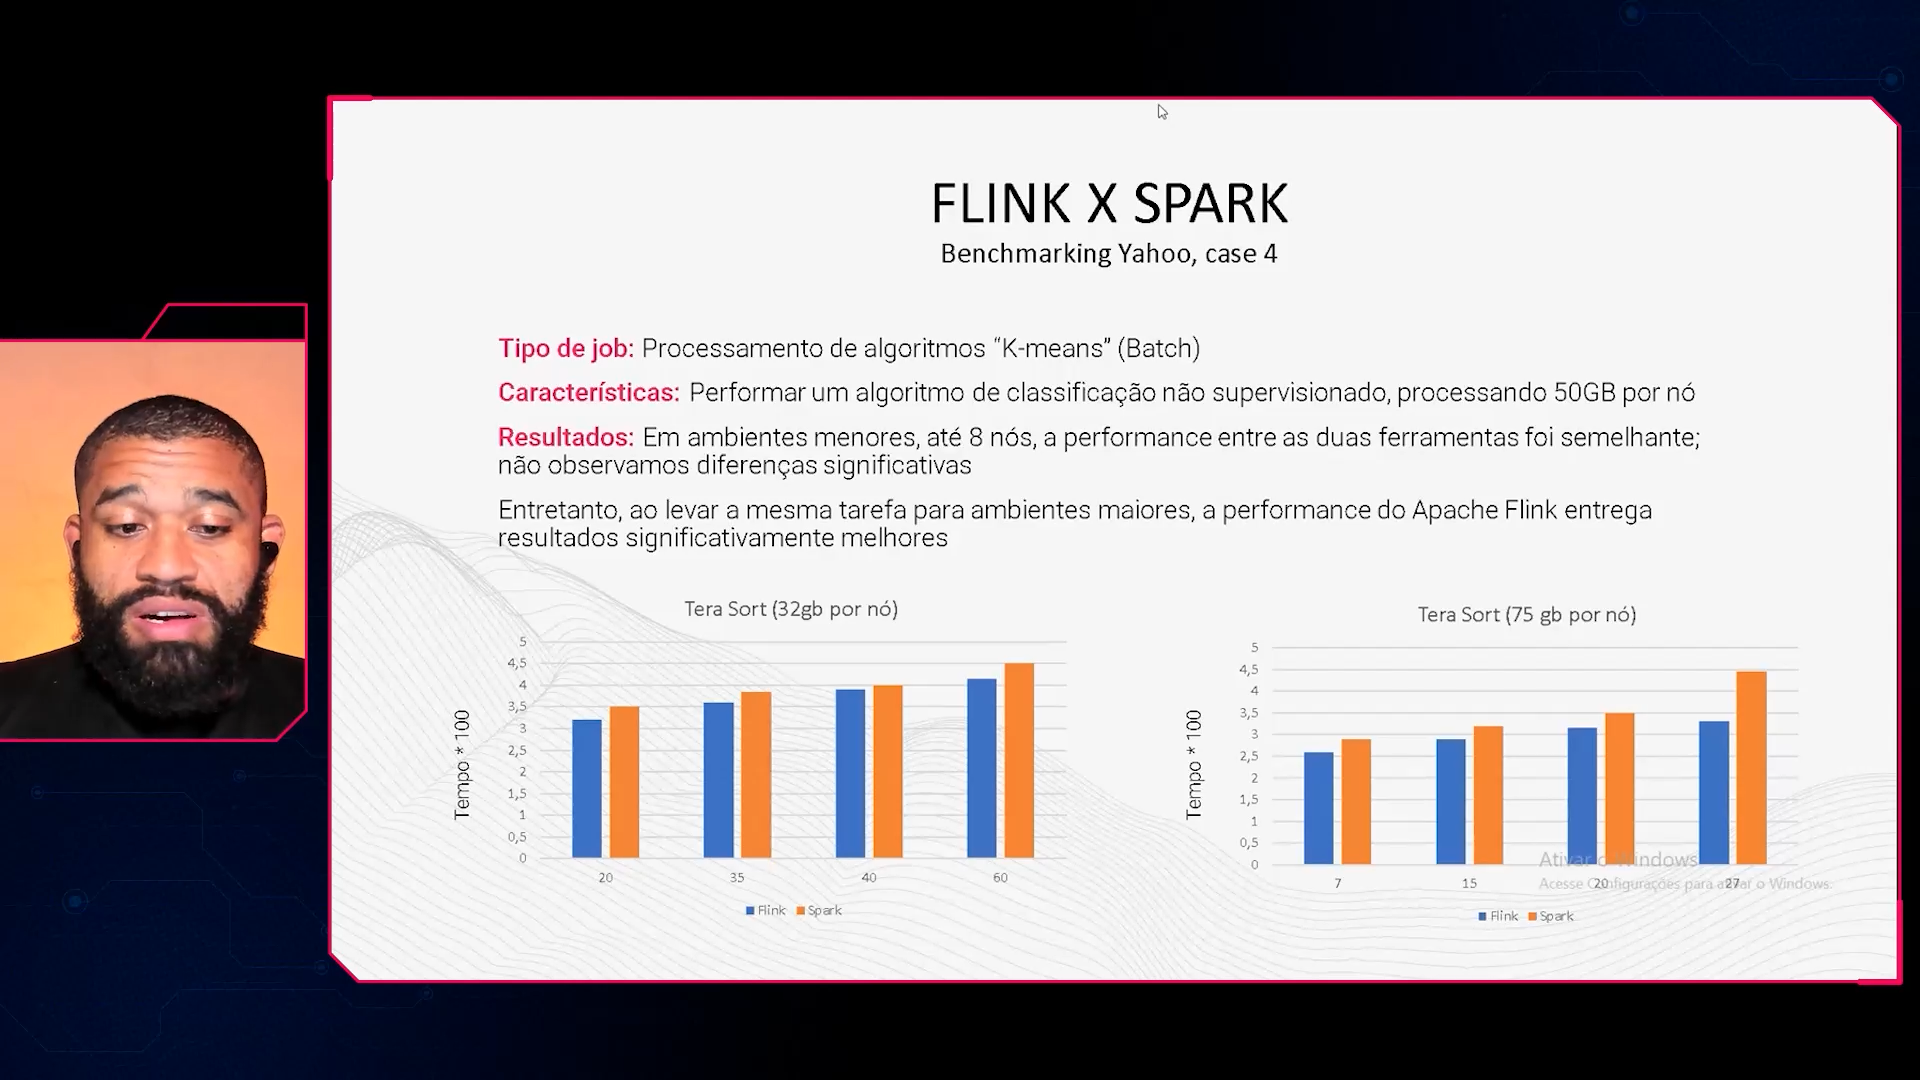 FLINK X SPARK
Benchmarking Yahoo, case 4
Tipo de job: Processamento de algoritmos “K-means” (Batch)
Características: Performar um algoritmo de classificação não supervisionado, processando 50GB por nó
Resultados: Em ambientes menores, até 8 nós, a performance entre as duas ferramentas foi semelhante;
não observamos diferenças significativas
Entretanto, ao levar a mesma tarefa para ambientes maiores, a performance do Apache Flink entrega
resultados significativamente melhores
Tera Sort (32gb por nó)
Tempo * 100
5
4,5
4
3,5
3
2,5
2
1,5
1
0,5
0
20 35 40 60
Flink Spark
Tera Sort (75 gb por nó)
Tempo * 100
5
4,5
4
3,5
3
2,5
2
1,5
1
0,5
0
7 15 20 27
Flink Spark
Ativar o Windows
Acesse Configurações para ativar o Windows.